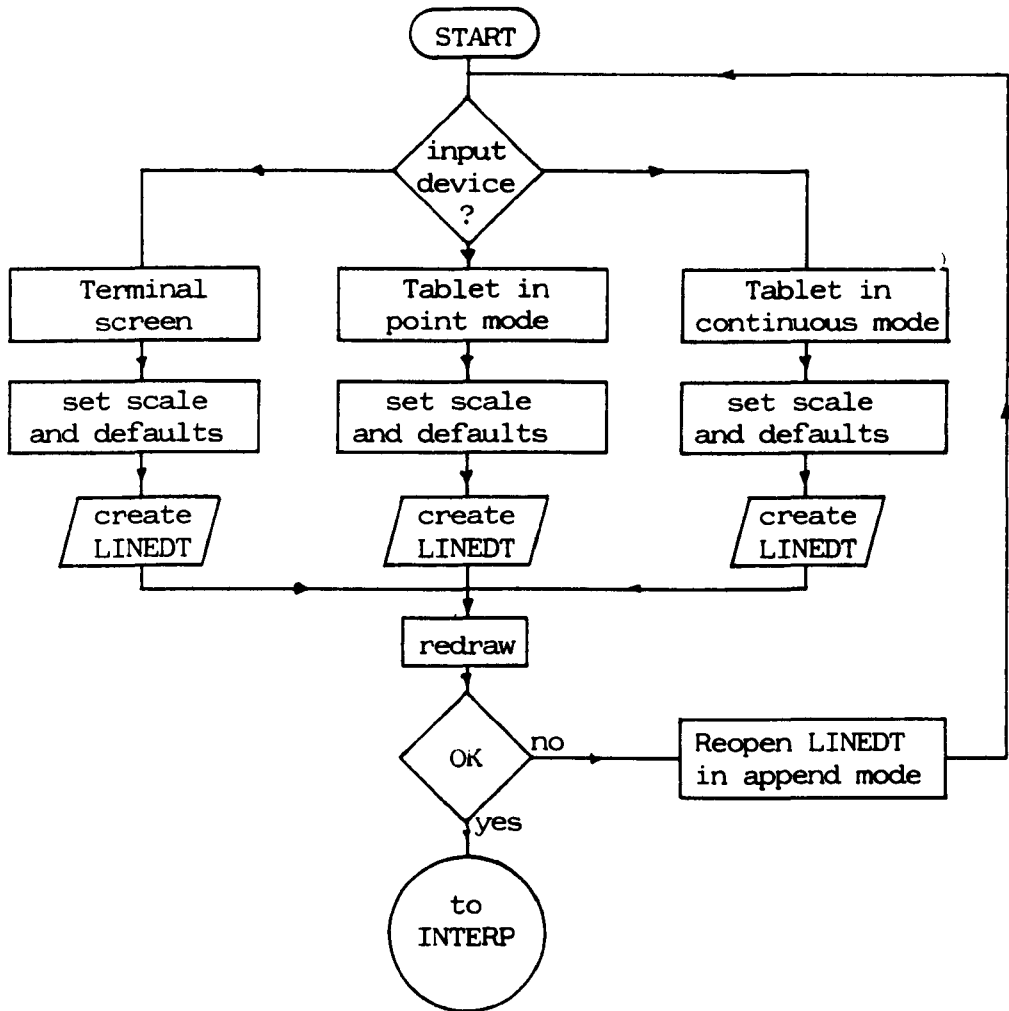 START
input
device
?
Terminal
screen
Tablet in
point mode
Tablet in
continuous mode
set scale
and defaults
set scale
and defaults
set scale
and defaults
create
LINEDT
create
LINEDT
create
LINEDT
redraw
OK
no
Reopen LINEDT
in append mode
yes
to
INTERP